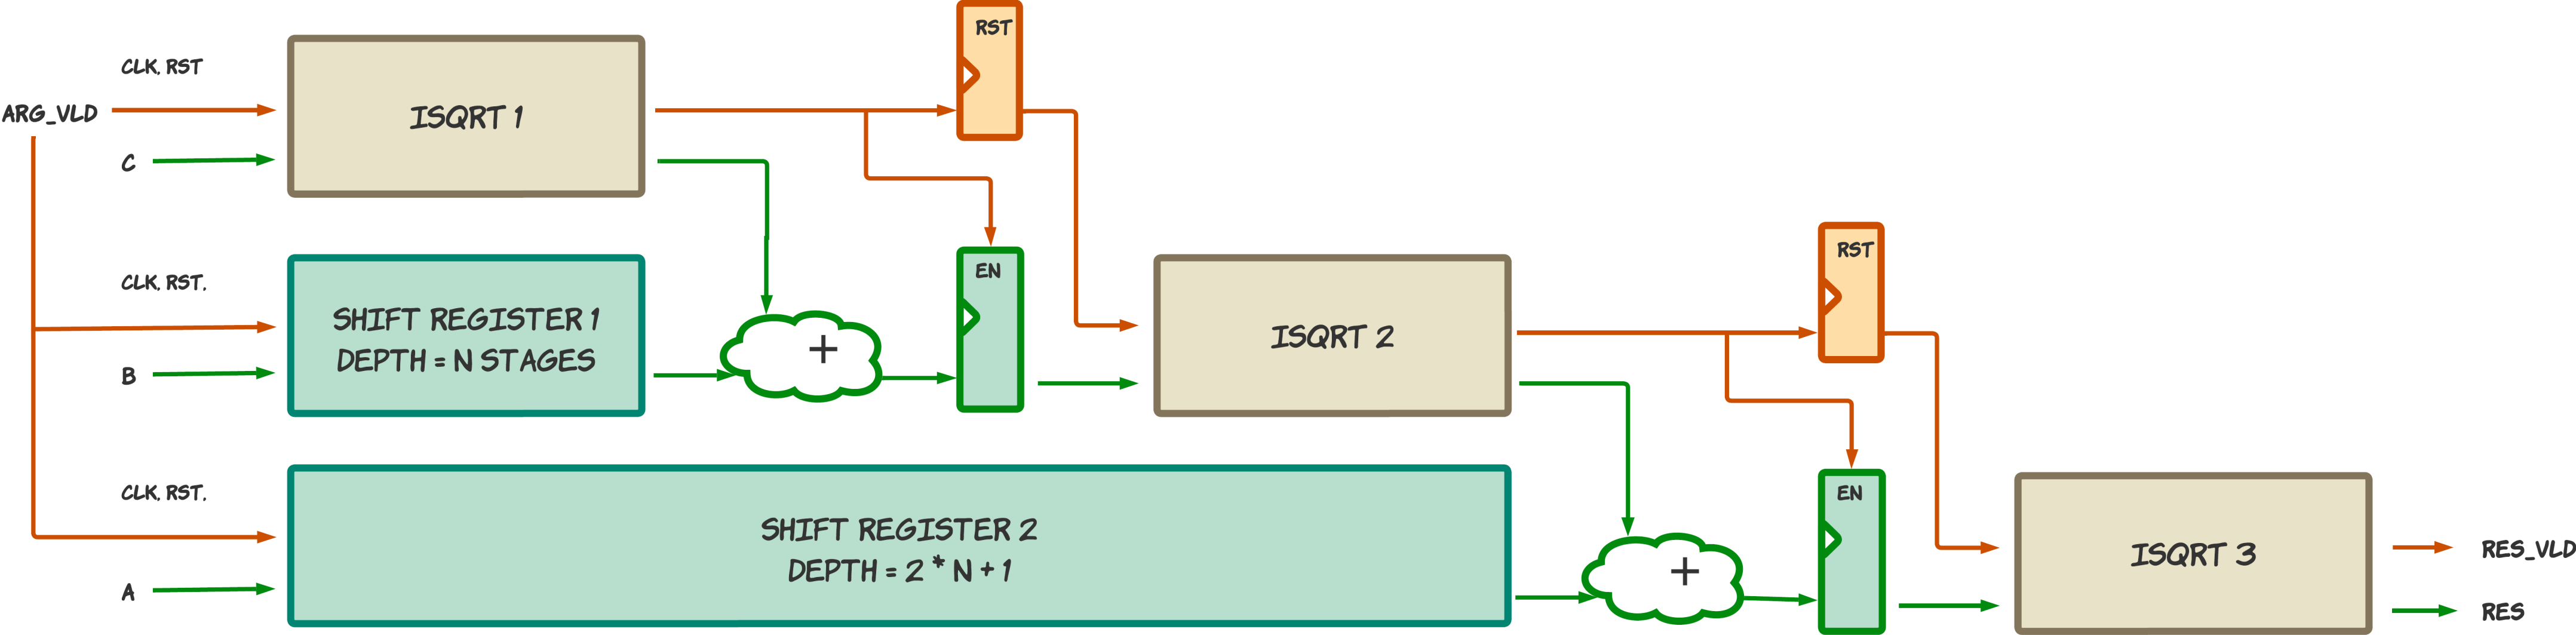 RST
CLK, RST
ARG_VLD
ISQRT 1
C
EN
CLK, RST,
SHIFT REGISTER 1
DEPTH = N STAGES
B
+
ISQRT 2
RST
CLK, RST,
SHIFT REGISTER 2
DEPTH = 2 * N + 1
A
EN
+
ISQRT 3
RES_VLD
RES